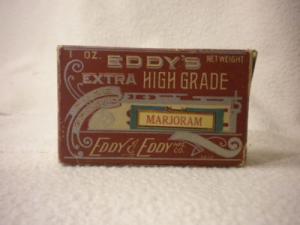 1 OZ. NET WEIGHT
EDDY'S
EXTRA HIGH GRADE
MARJORAM
EDDY & EDDY MFG. CO.